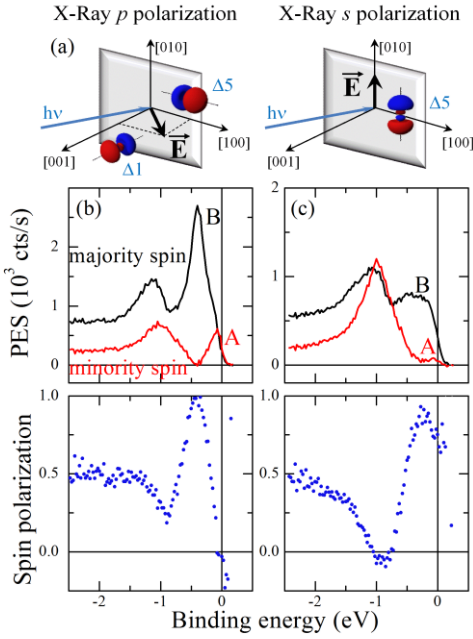 X-Ray p polarization
X-Ray s polarization
(a)
[010]
Δ5
hν
E
[100]
[001]
Δ1
[010]
E
Δ5
hν
[001]
[100]
(b)
B
majority spin
A
minority spin
PES (10³ cts/s)
2
1
0
(c)
B
A
2
1
0
Spin polarization
1.0
0.5
0.0
-2
-1
0
1.0
0.5
0.0
-2
-1
0
Binding energy (eV)